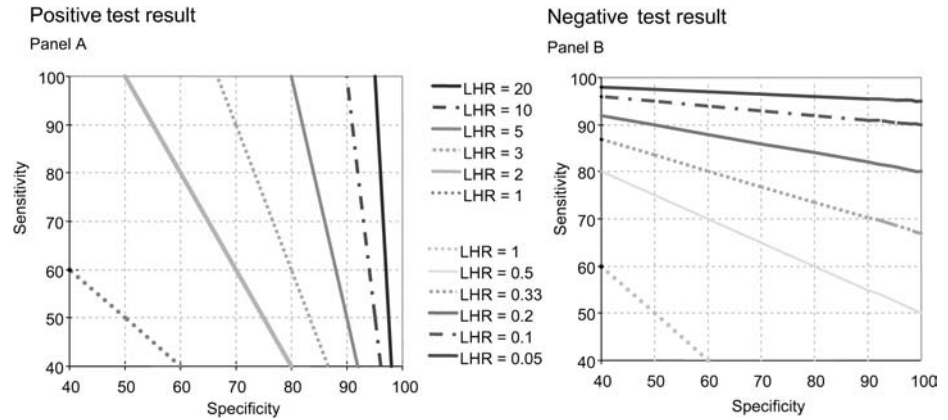 Positive test result
Panel A
100
90
80
70
60
50
40
40 50 60 70 80 90 100
Sensitivity
Specificity
LHR = 20
LHR = 10
LHR = 5
LHR = 3
LHR = 2
LHR = 1
LHR = 1
LHR = 0.5
LHR = 0.33
LHR = 0.2
LHR = 0.1
LHR = 0.05
Negative test result
Panel B
100
90
80
70
60
50
40
40 50 60 70 80 90 100
Sensitivity
Specificity